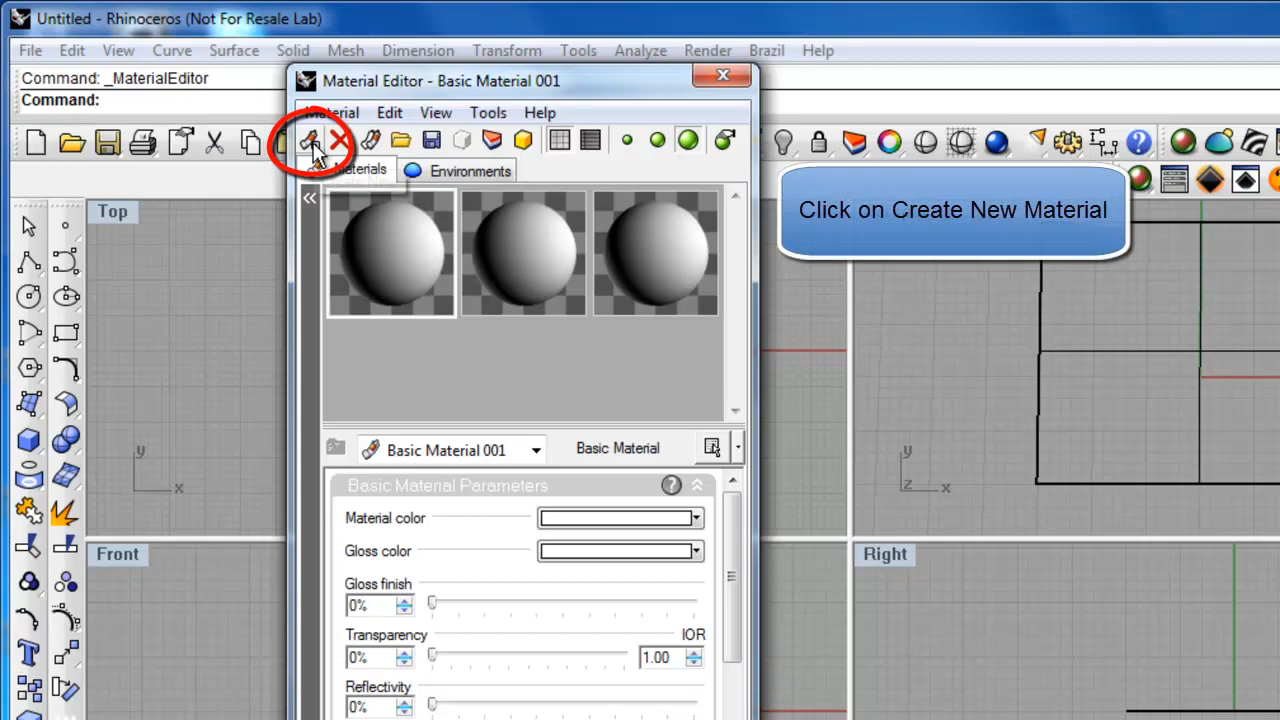 Untitled - Rhinoceros (Not For Resale Lab)
File Edit View Curve Surface Solid Mesh Dimension Transform Tools Analyze Render Brazil Help
Command: _MaterialEditor
Command:
Material Editor - Basic Material 001
Material Edit View Tools Help
Materials Environments
Click on Create New Material
Top
Basic Material 001 Basic Material
Basic Material Parameters
Material color
Gloss color
Gloss finish
0%
Transparency IOR
0% 1.00
Reflectivity
0%
y
x
y
z x
Front
Right